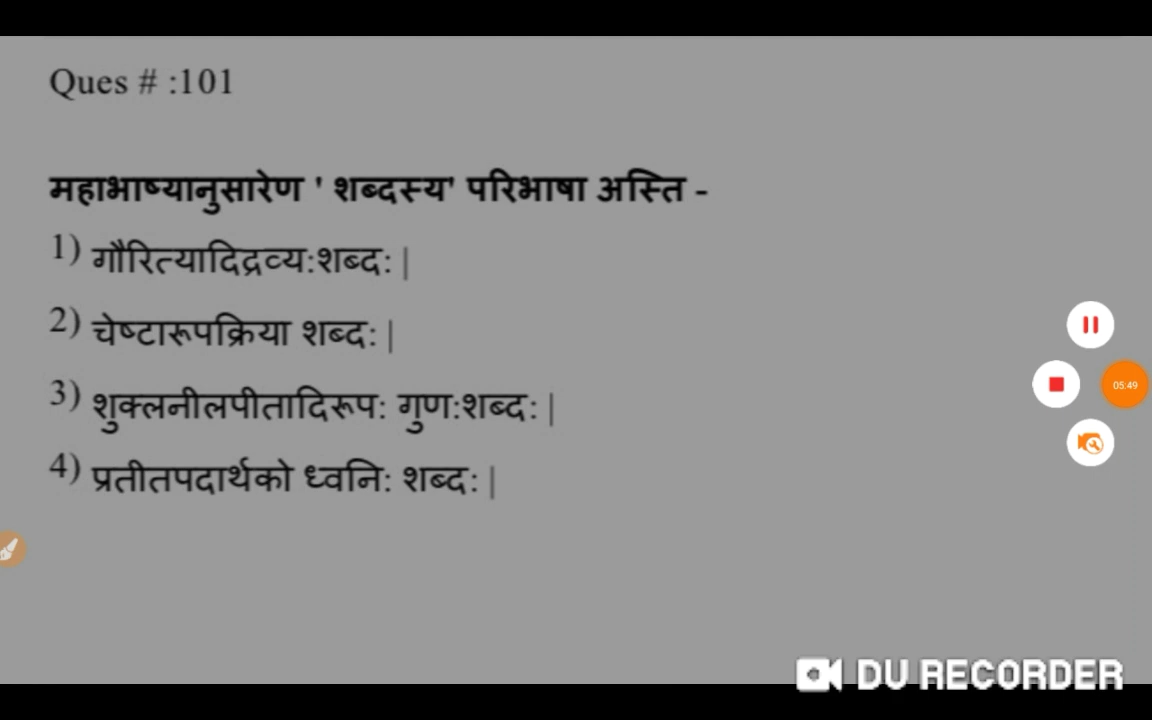 Ques # :101
महाभाष्यानुसारेण ' शब्दस्य' परिभाषा अस्ति -
1) गौरित्यादिद्रव्य:शब्द: |
2) चेष्टारूपक्रिया शब्द: |
3) शुक्लनीलपीतादिरूप: गुण:शब्द: |
4) प्रतीतपदार्थको ध्वनि: शब्द: |
05:49
DU RECORDER